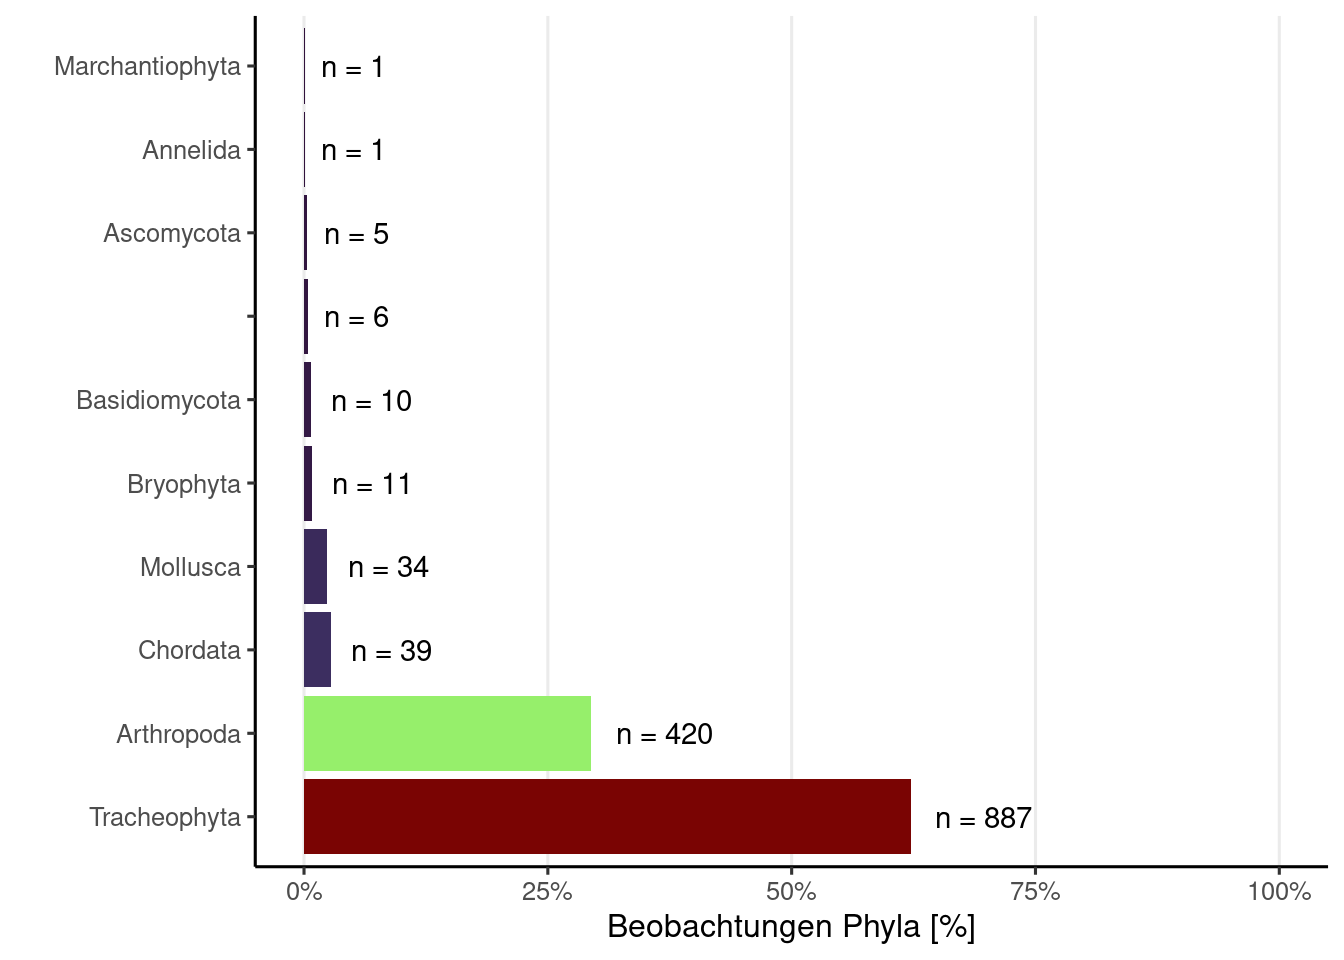 Marchantiophyta n = 1
Annelida n = 1
Ascomycota n = 5
n = 6
Basidiomycota n = 10
Bryophyta n = 11
Mollusca n = 34
Chordata n = 39
Arthropoda n = 420
Tracheophyta n = 887
0% 25% 50% 75% 100%
Beobachtungen Phyla [%]